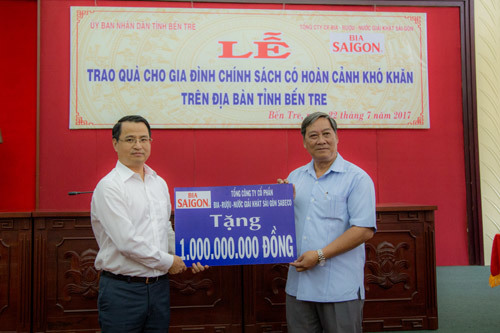 ỦY BAN NHÂN DÂN TỈNH BẾN TRE
TỔNG CÔNG TY CP BIA - RƯỢU - NƯỚC GIẢI KHÁT SÀI GÒN
BIA
SAIGON
LỄ
TRAO QUÀ CHO GIA ĐÌNH CHÍNH SÁCH CÓ HOÀN CẢNH KHÓ KHĂN
TRÊN ĐỊA BÀN TỈNH BẾN TRE
Bến Tre, 2 tháng 7 năm 2017
BIA
SAIGON
TỔNG CÔNG TY CỔ PHẦN
BIA - RƯỢU - NƯỚC GIẢI KHÁT SÀI GÒN SABECO
Tặng
1.000.000.000 ĐỒNG